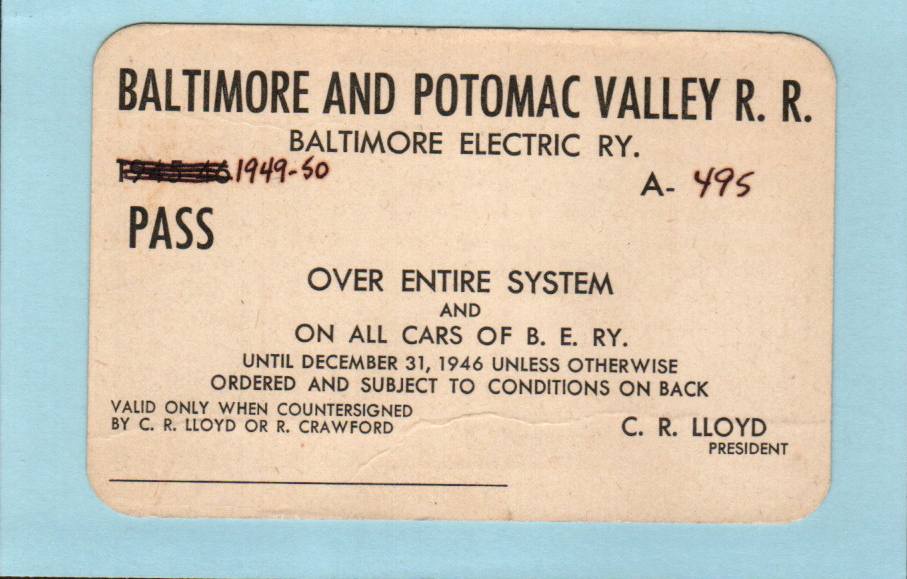 BALTIMORE AND POTOMAC VALLEY R. R.
BALTIMORE ELECTRIC RY.
1945-46 1949-50
A- 495
PASS
OVER ENTIRE SYSTEM
AND
ON ALL CARS OF B. E. RY.
UNTIL DECEMBER 31, 1946 UNLESS OTHERWISE
ORDERED AND SUBJECT TO CONDITIONS ON BACK
VALID ONLY WHEN COUNTERSIGNED
BY C. R. LLOYD OR R. CRAWFORD
C. R. LLOYD
PRESIDENT